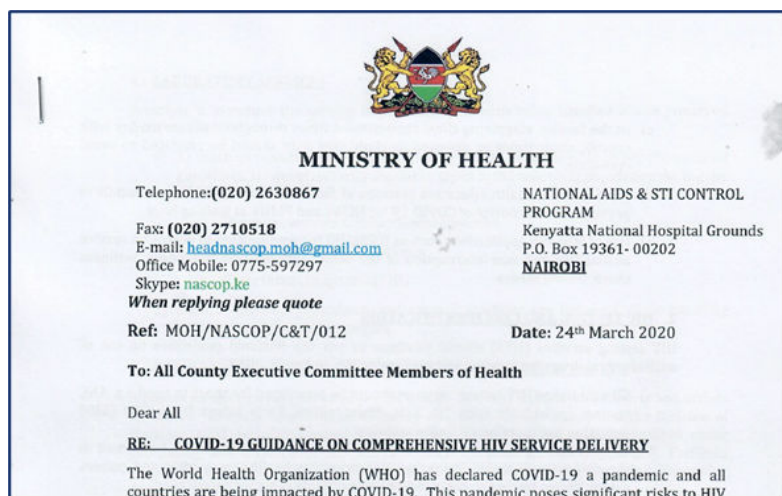 MINISTRY OF HEALTH
Telephone:(020) 2630867
Fax: (020) 2710518
E-mail: headnascop.moh@gmail.com
Office Mobile: 0775-597297
Skype: nascop.ke
When replying please quote
NATIONAL AIDS & STI CONTROL
PROGRAM
Kenyatta National Hospital Grounds
P.O. Box 19361- 00202
NAIROBI
Ref: MOH/NASCOP/C&T/012
Date: 24th March 2020
To: All County Executive Committee Members of Health
Dear All
RE: COVID-19 GUIDANCE ON COMPREHENSIVE HIV SERVICE DELIVERY
The World Health Organization (WHO) has declared COVID-19 a pandemic and all
countries are being impacted by COVID-19. This pandemic poses significant risks to HIV